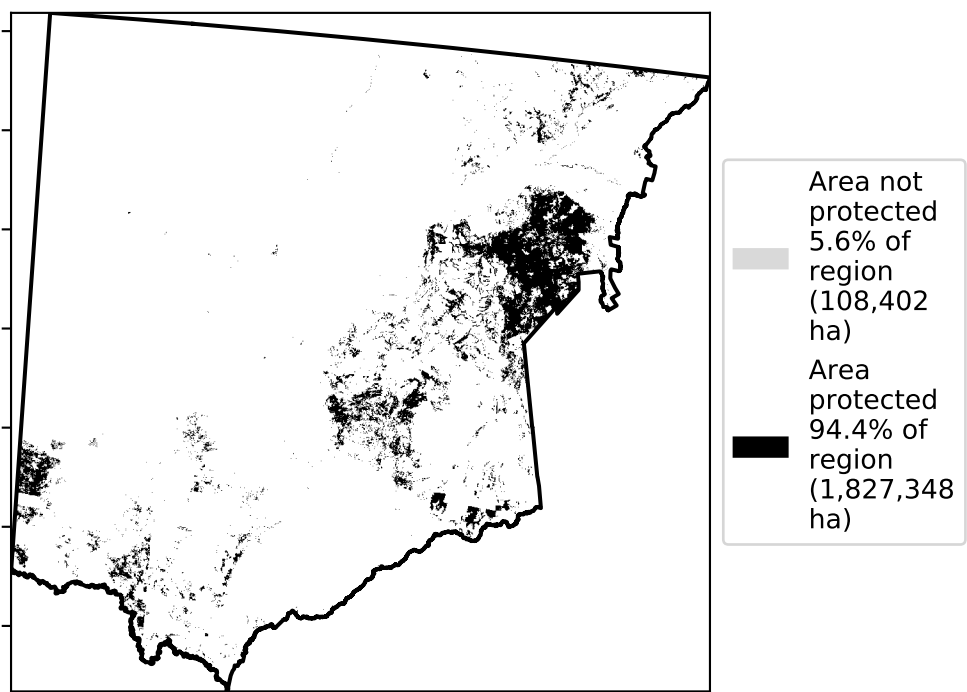 Area not
protected
5.6% of
region
(108,402
ha)
Area
protected
94.4% of
region
(1,827,348
ha)